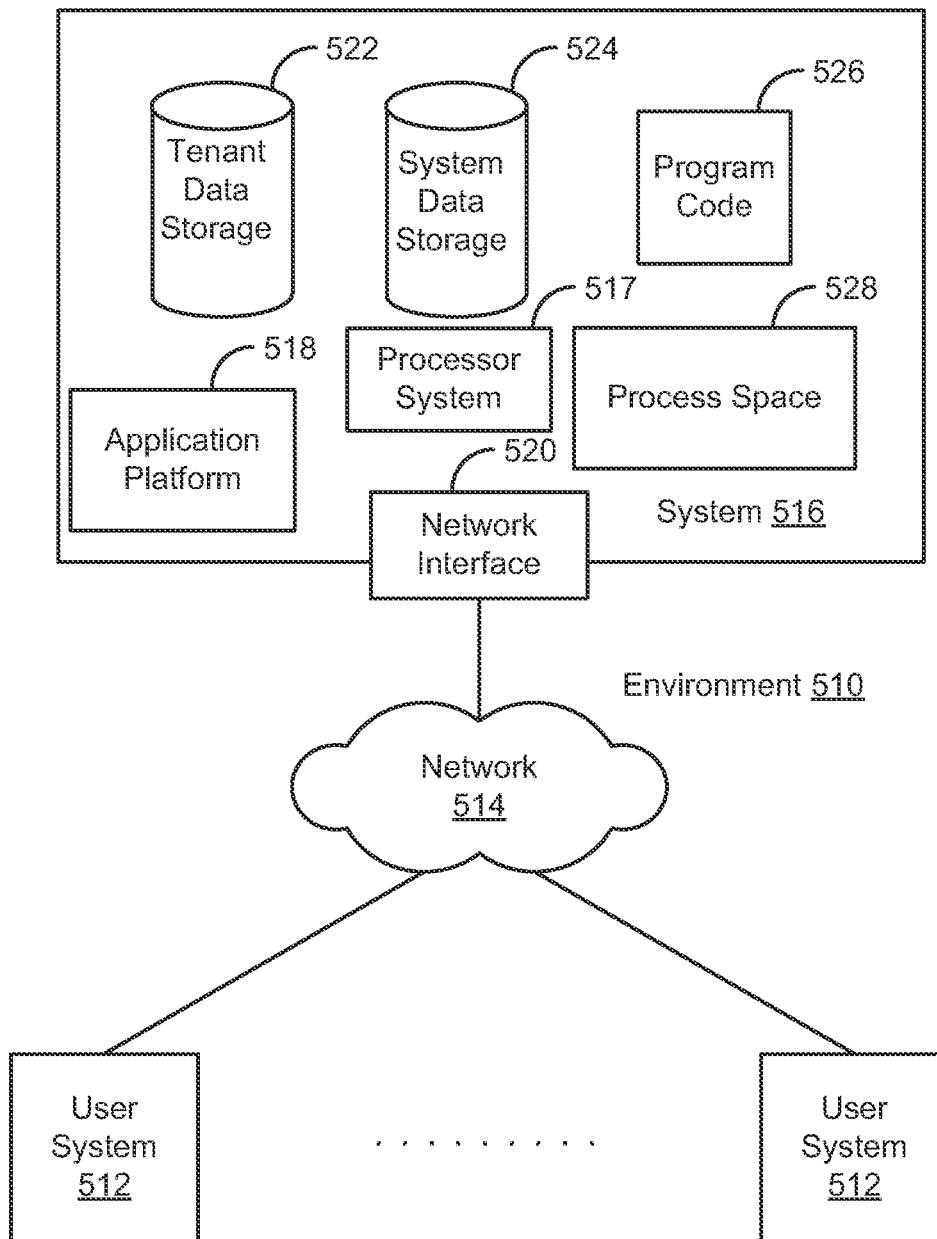 522
524
526
Tenant
Data
Storage
System
Data
Storage
Program
Code
517
528
518
Processor
System
Process Space
Application
Platform
520
Network
Interface
System 516
Environment 510
Network
514
User
System
512
. . . . . . . . .
User
System
512